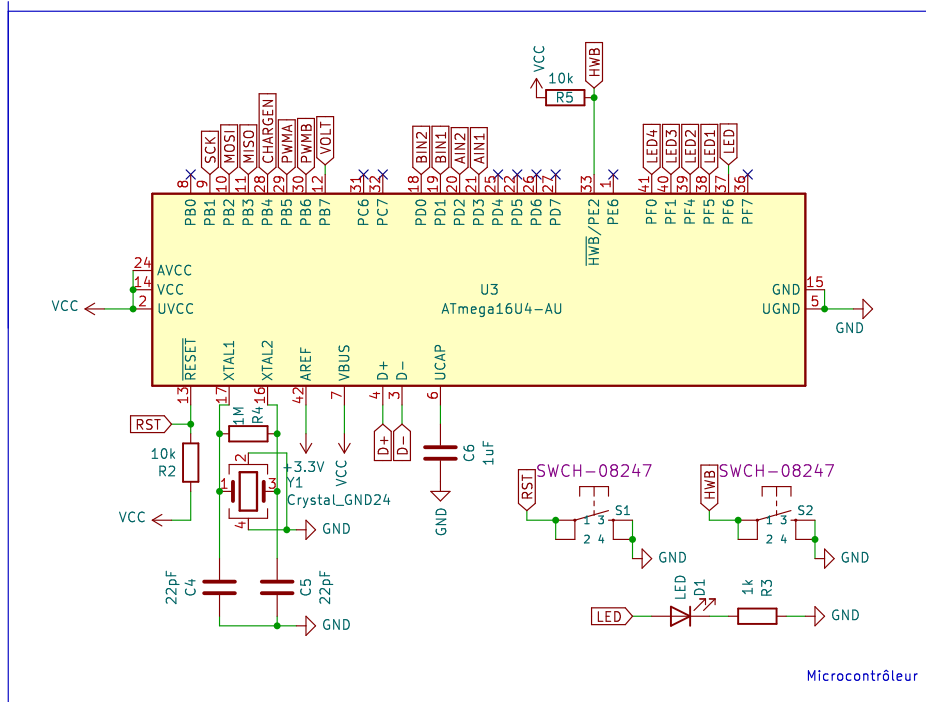 VCC
HWB
10k
R5
SCK
MOSI
MISO
CHARGEN
PWMA
PWMB
VOLT
BIN2
BIN1
AIN2
AIN1
LED4
LED3
LED2
LED1
LED
8
9
10
11
28
29
30
12
31
32
18
19
20
21
25
22
26
27
33
1
41
40
39
38
37
36
PB0
PB1
PB2
PB3
PB4
PB5
PB6
PB7
PC6
PC7
PD0
PD1
PD2
PD3
PD4
PD5
PD6
PD7
HWB/PE2
PE6
PF0
PF1
PF4
PF5
PF6
PF7
24
AVCC
14
VCC
2
UVCC
VCC
U3
ATmega16U4-AU
GND
15
UGND
5
GND
RESET
XTAL1
XTAL2
AREF
VBUS
D+
D-
UCAP
13
17
16
42
7
4
3
6
RST
1M
R4
10k
R2
VCC
+3.3V
VCC
D+
D-
C6
1uF
GND
2
1
3
4
Y1
Crystal_GND24
GND
22pF
C4
C5
22pF
GND
SWCH-08247
RST
S1
1 3
2 4
GND
SWCH-08247
HWB
S2
1 3
2 4
GND
LED
LED
D1
1k
R3
GND
Microcontrôleur